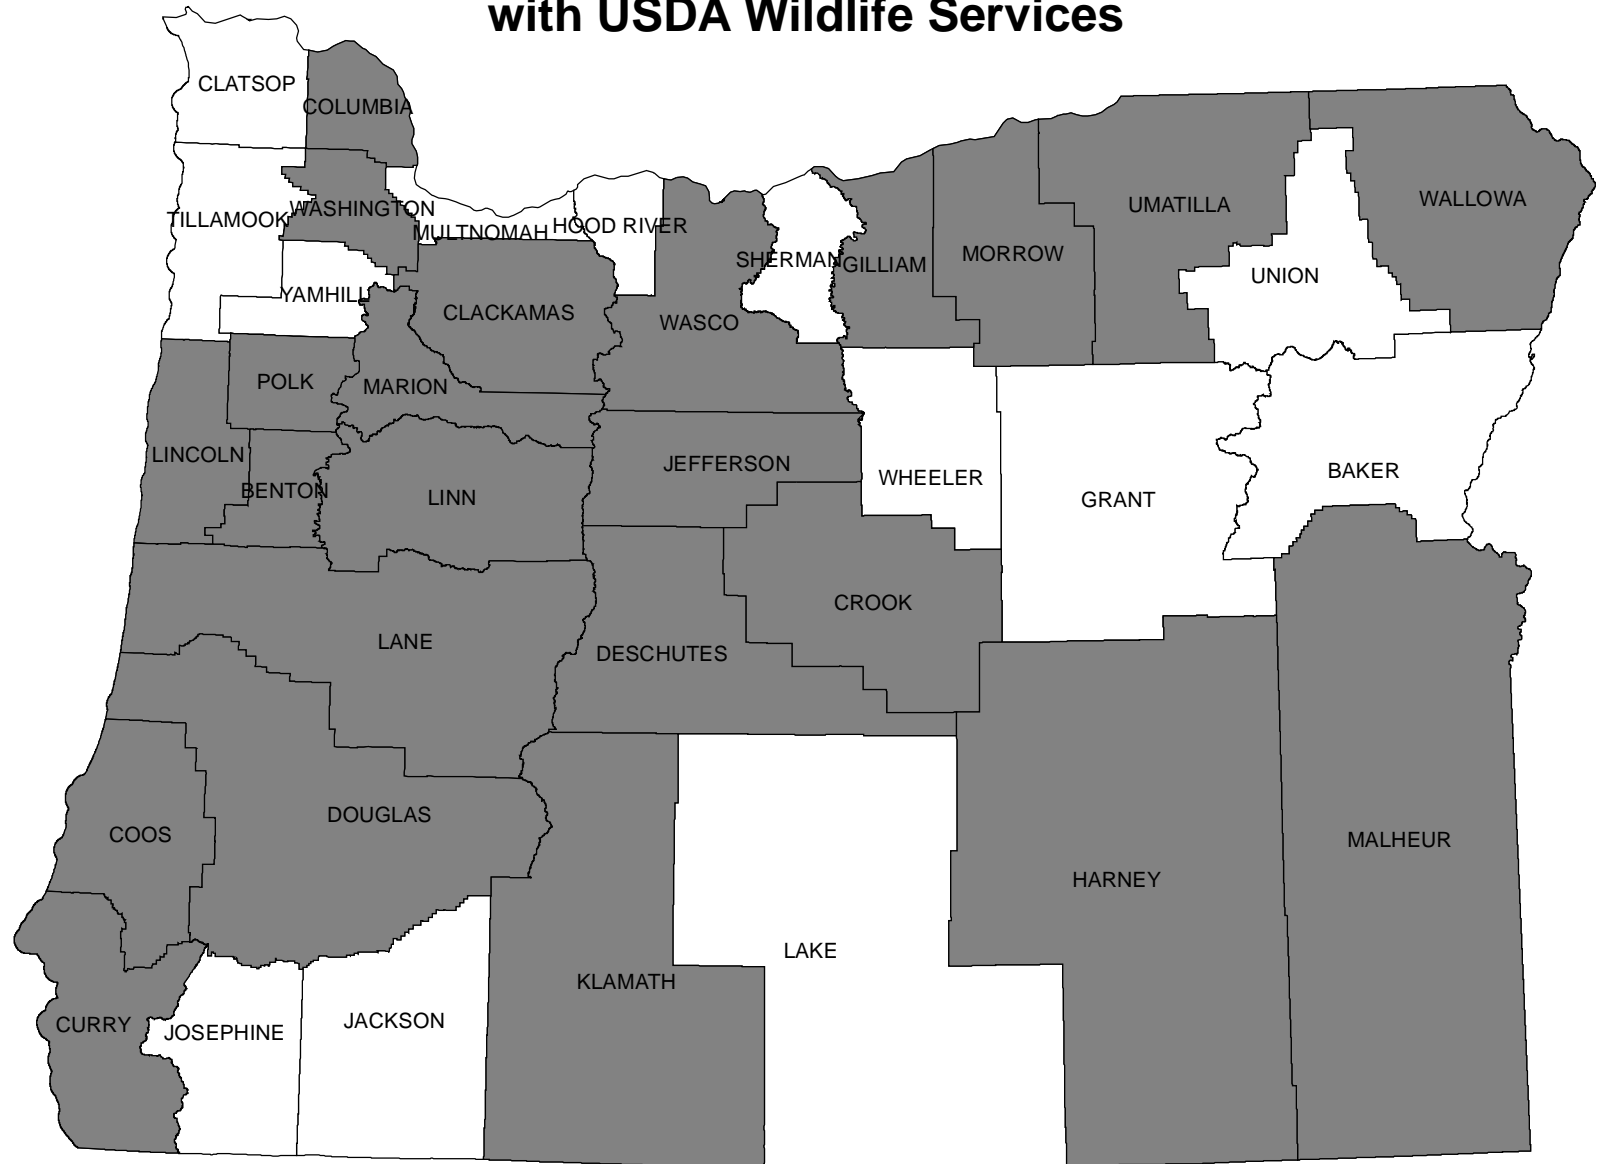 with USDA Wildlife Services
CLATSOP
COLUMBIA
TILLAMOOK
WASHINGTON
MULTNOMAH
HOOD RIVER
SHERMAN
GILLIAM
MORROW
UMATILLA
WALLOWA
UNION
YAMHILL
CLACKAMAS
WASCO
POLK
MARION
LINCOLN
BENTON
LINN
JEFFERSON
WHEELER
GRANT
BAKER
CROOK
LANE
DESCHUTES
COOS
DOUGLAS
MALHEUR
HARNEY
LAKE
KLAMATH
CURRY
JOSEPHINE
JACKSON